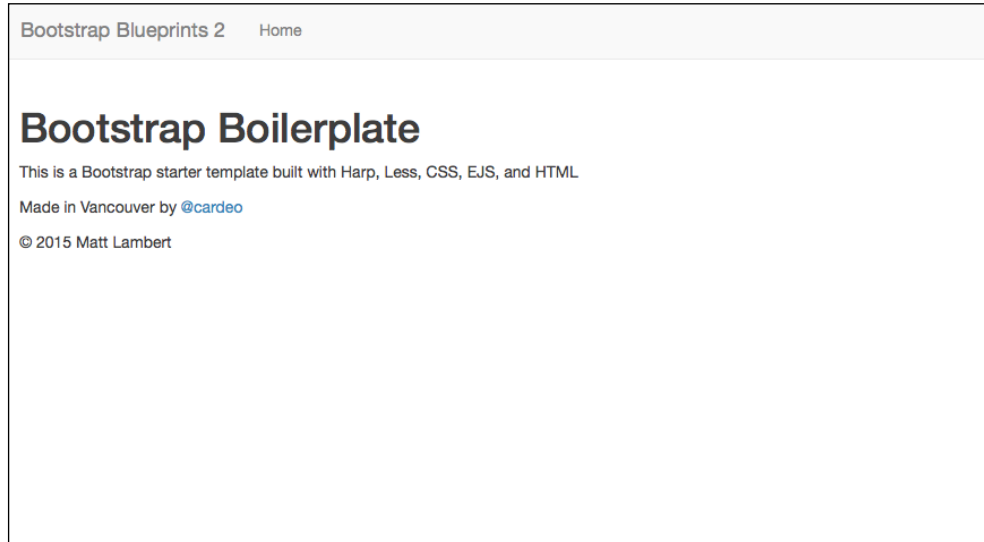 Bootstrap Blueprints 2 Home
Bootstrap Boilerplate
This is a Bootstrap starter template built with Harp, Less, CSS, EJS, and HTML
Made in Vancouver by @cardeo
© 2015 Matt Lambert